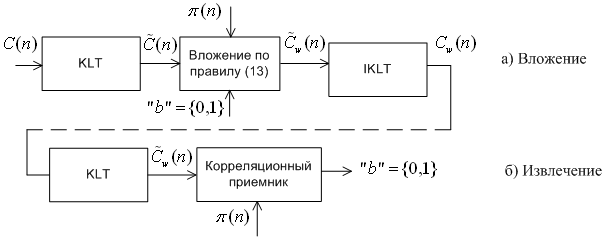 π(n)
C(n)
KLT
C̃(n)
Вложение по
правилу (13)
C̃w(n)
IKLT
Cw(n)
а) Вложение
"b"={0,1}
KLT
C̃w(n)
Корреляционный
приемник
"b"={0,1}
б) Извлечение
π(n)